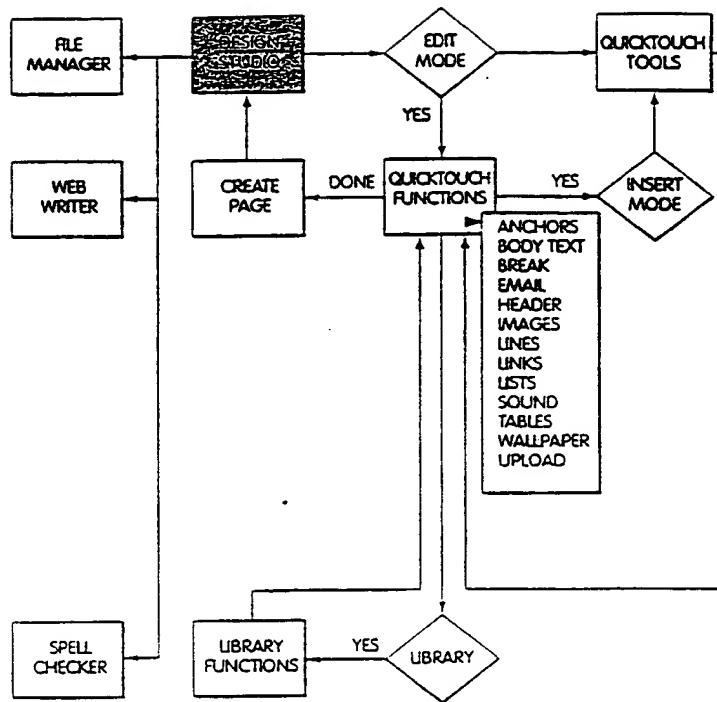 FILE
MANAGER
DESIGN
STUDIO
EDIT
MODE
QUICKTOUCH
TOOLS
YES
WEB
WRITER
CREATE
PAGE
DONE
QUICKTOUCH
FUNCTIONS
YES
INSERT
MODE
ANCHORS
BODY TEXT
BREAK
EMAIL
HEADER
IMAGES
LINES
LINKS
LISTS
SOUND
TABLES
WALLPAPER
UPLOAD
SPELL
CHECKER
LIBRARY
FUNCTIONS
YES
LIBRARY